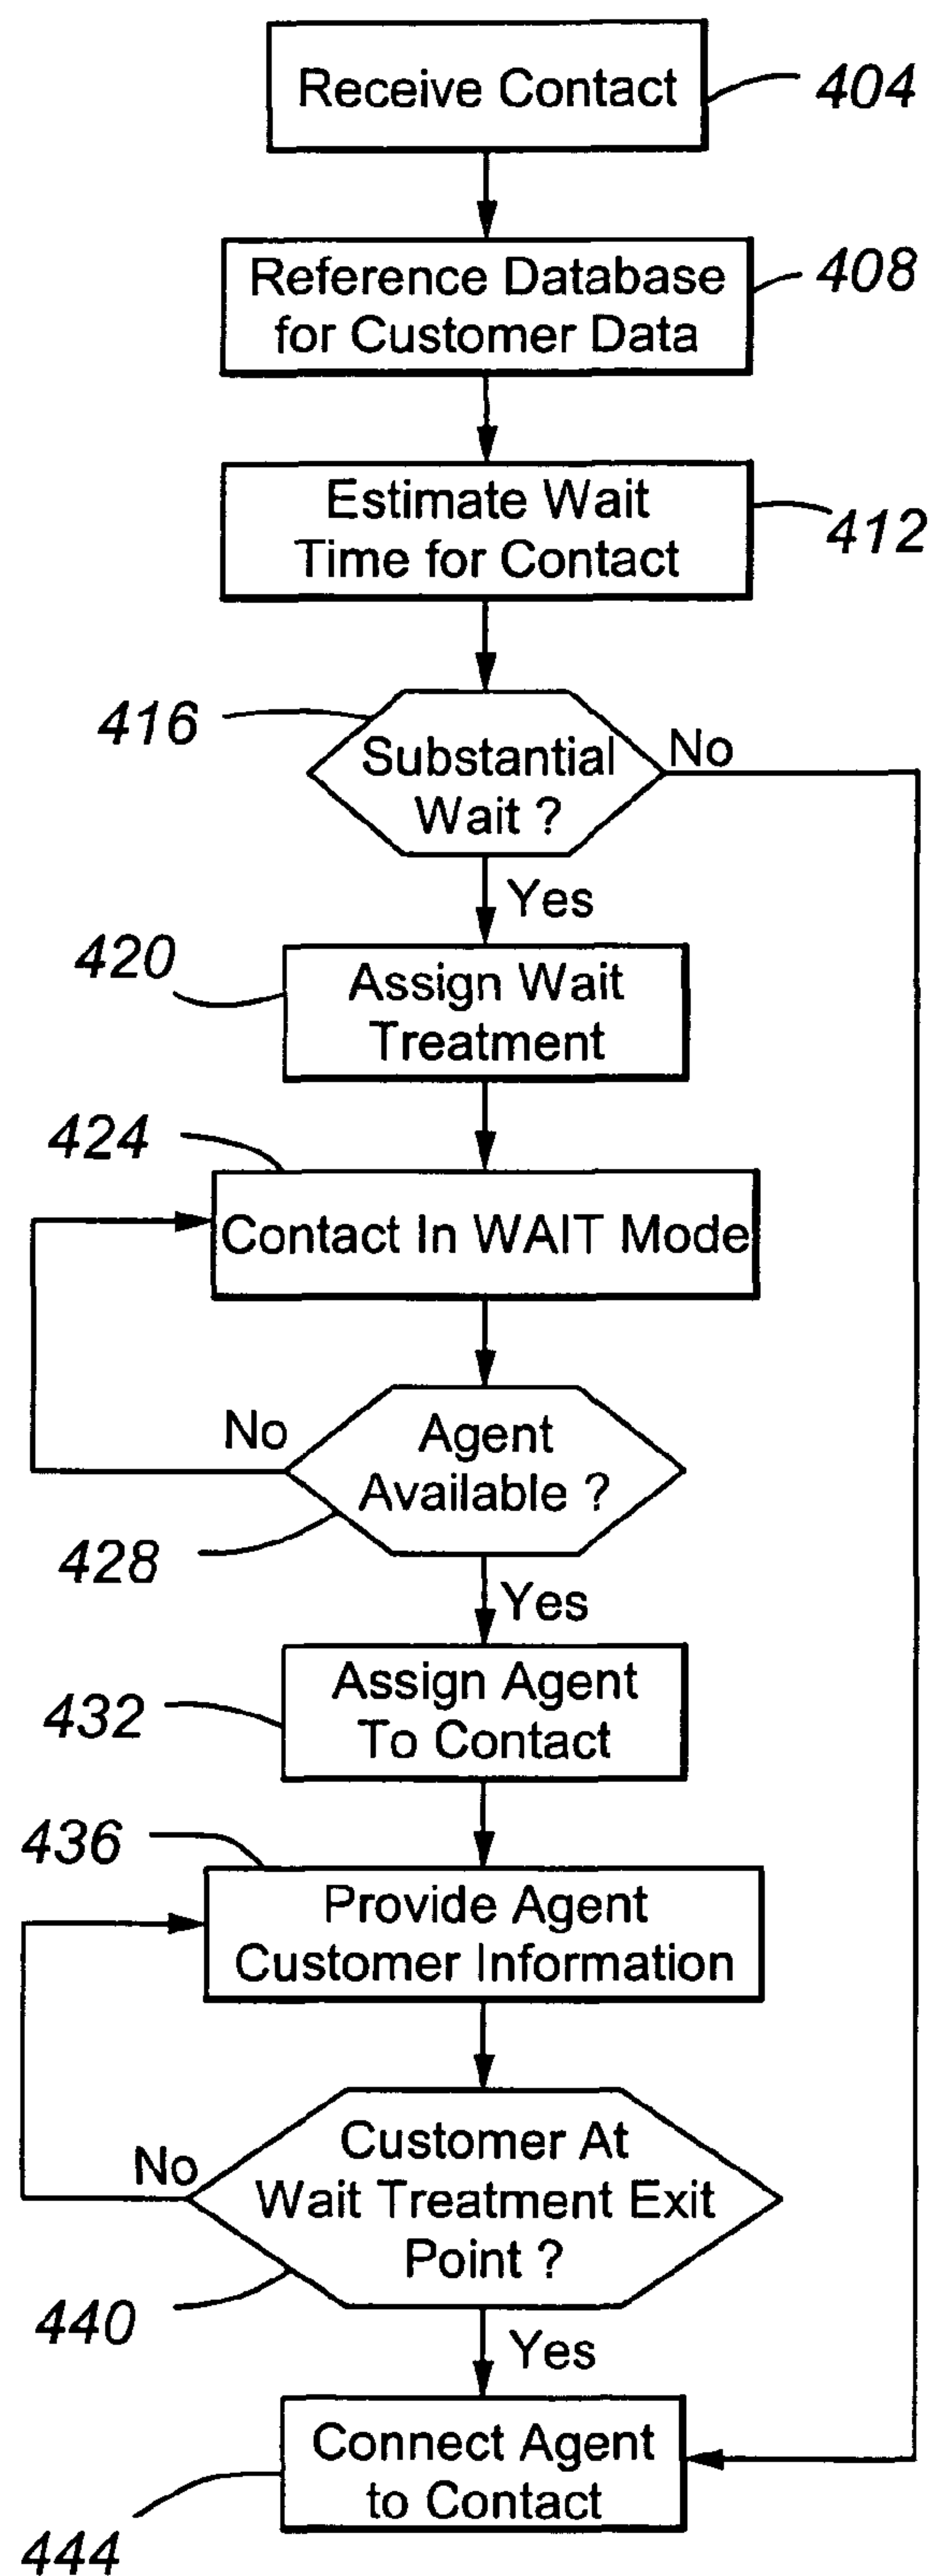 Receive Contact
404
Reference Database
for Customer Data
408
Estimate Wait
Time for Contact
412
416
Substantial
Wait ?
No
Yes
420
Assign Wait
Treatment
424
Contact In WAIT Mode
No
Agent
Available ?
428
Yes
432
Assign Agent
To Contact
436
Provide Agent
Customer Information
No
Customer At
Wait Treatment Exit
Point ?
440
Yes
Connect Agent
to Contact
444